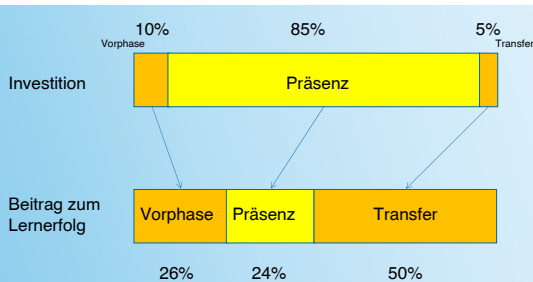 10% 85% 5%
Vorphase Transfer
Investition Präsenz
Beitrag zum
Lernerfolg
Vorphase Präsenz Transfer
26% 24% 50%